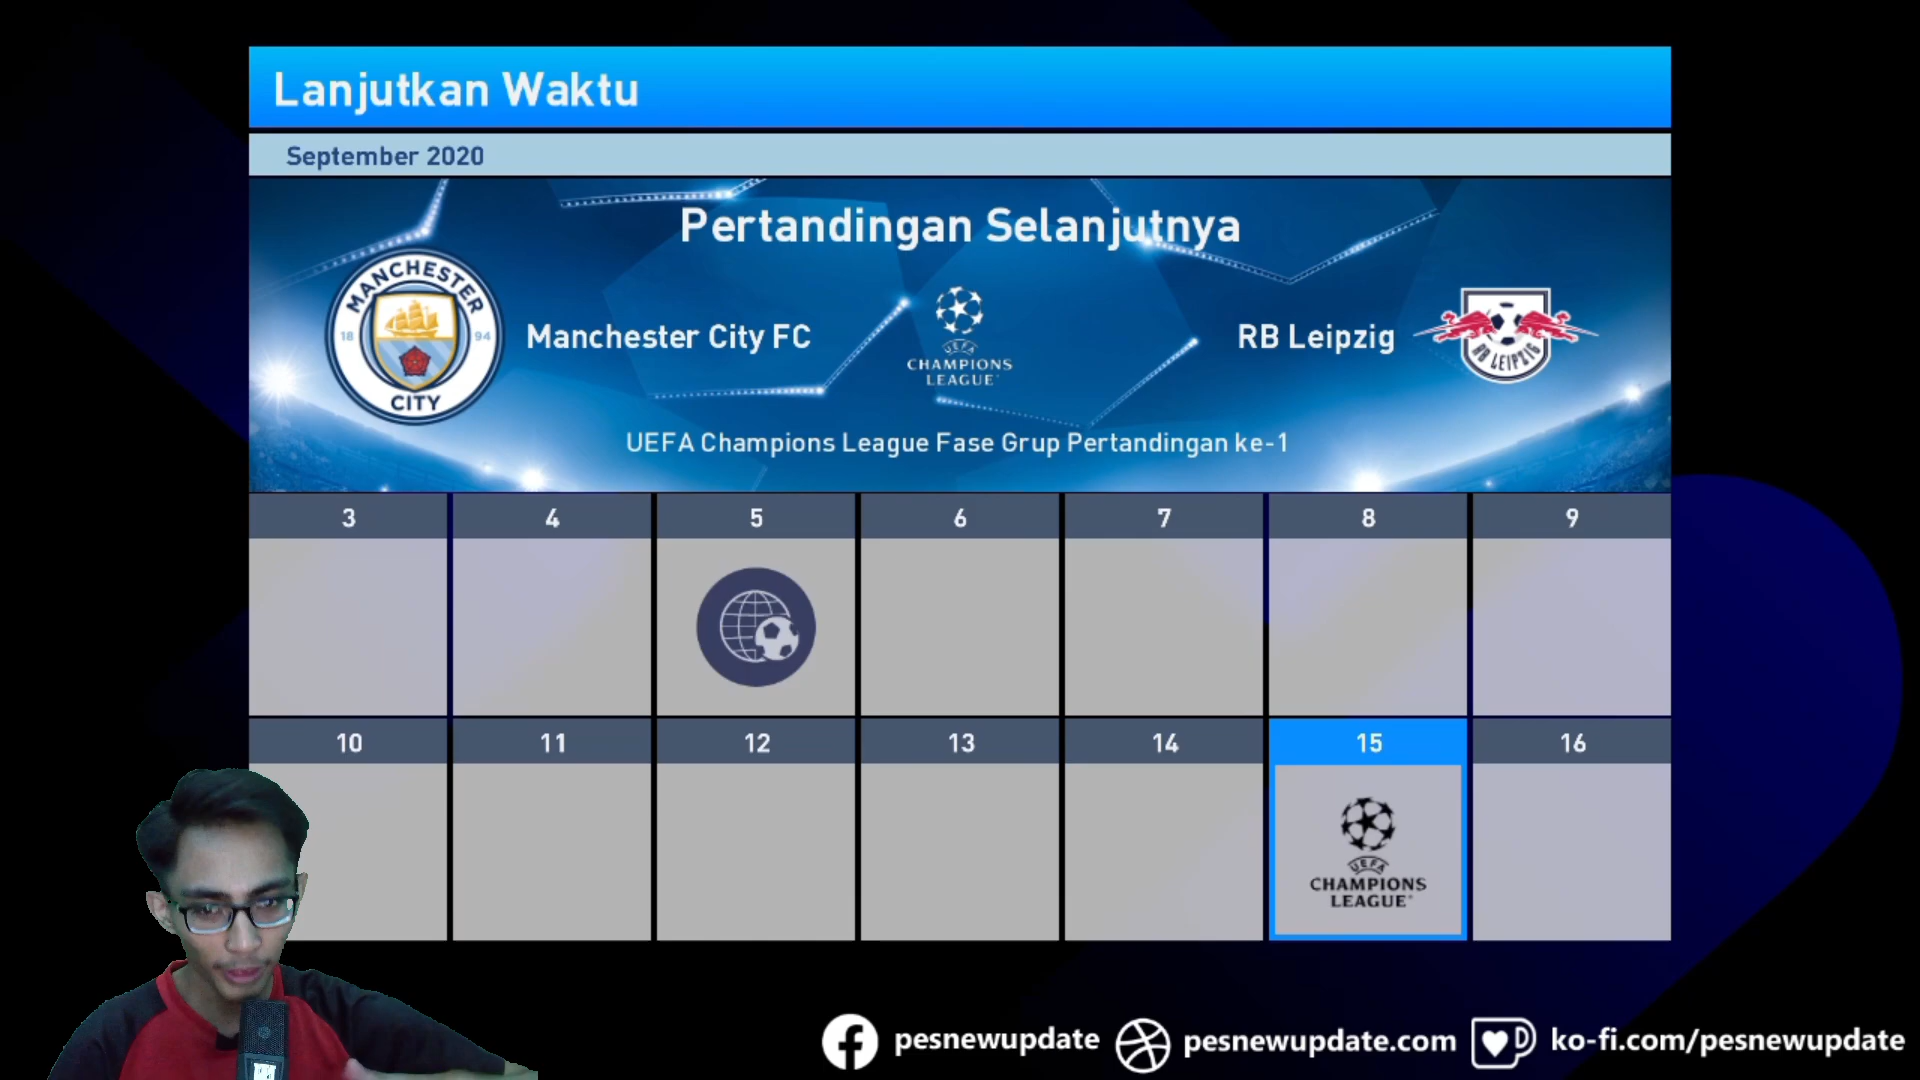 Lanjutkan Waktu
September 2020
Pertandingan Selanjutnya
MANCHESTER
18 94
CITY
Manchester City FC
UEFA
CHAMPIONS
LEAGUE
RB Leipzig
RB LEIPZIG
UEFA Champions League Fase Grup Pertandingan ke-1
3 4 5 6 7 8 9
10 11 12 13 14 15 16
UEFA
CHAMPIONS
LEAGUE
pesnewupdate pesnewupdate.com ko-fi.com/pesnewupdate